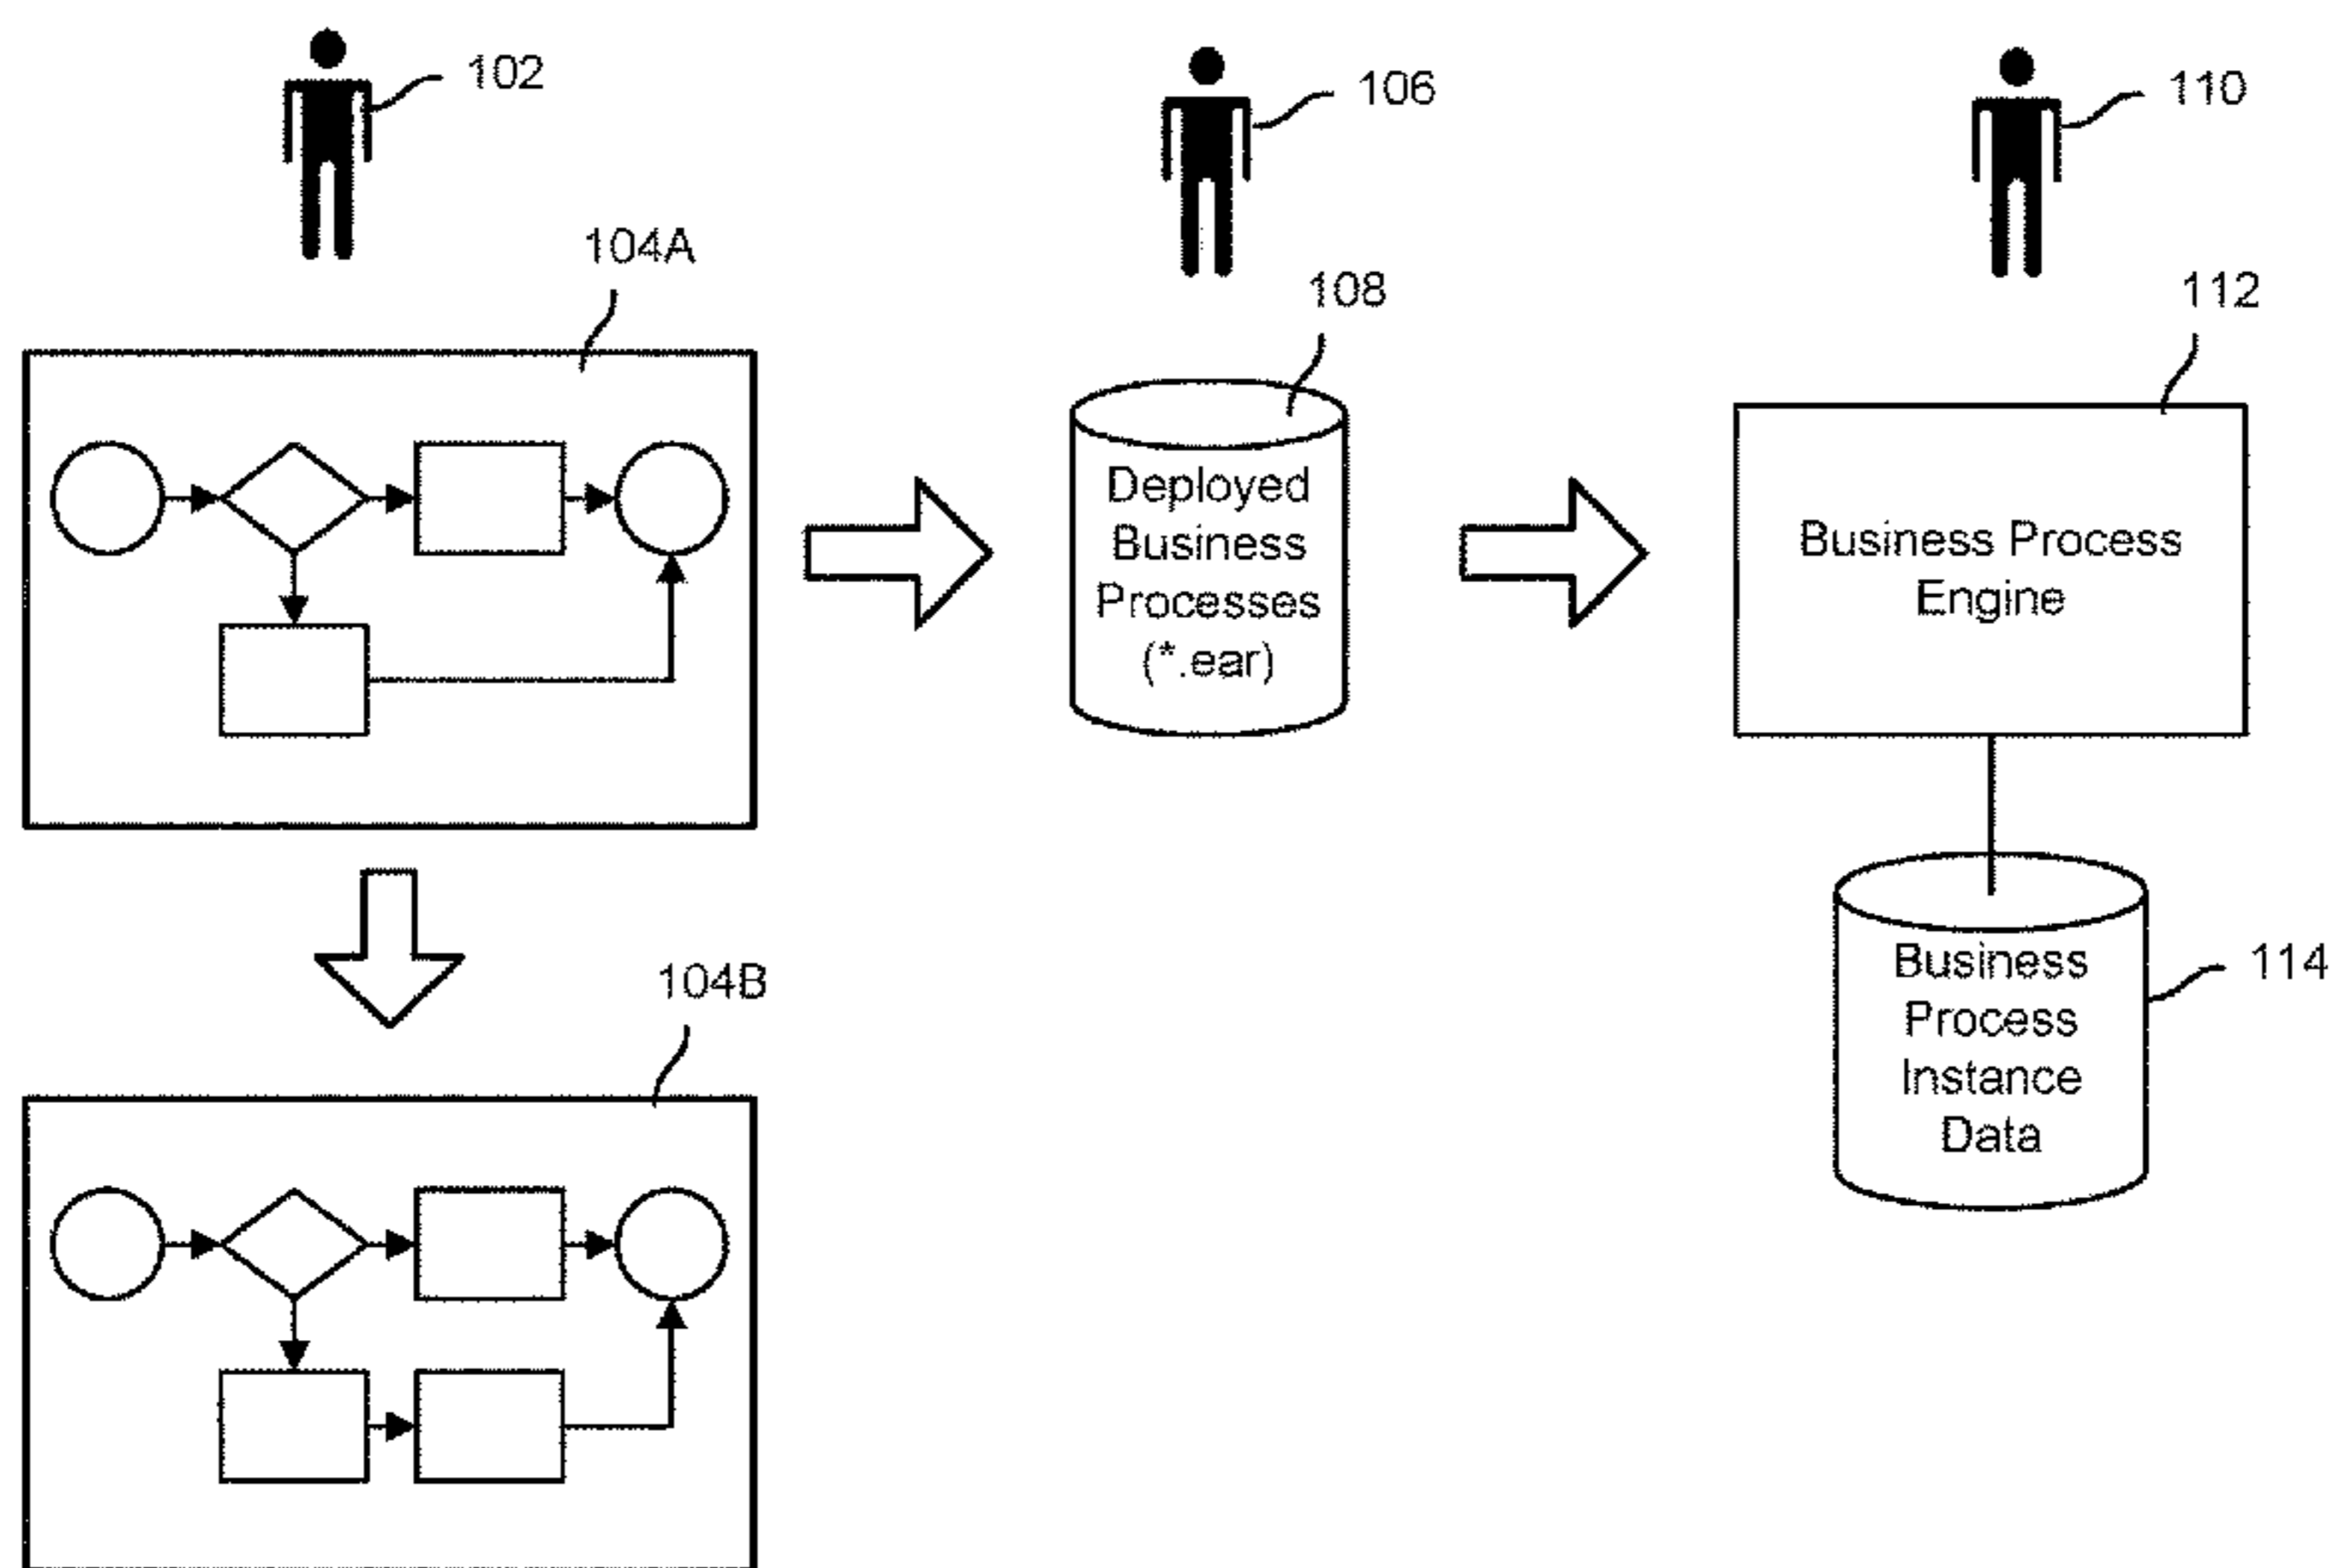 102
106
110
104A
108
112
Deployed
Business
Processes
(*.ear)
Business Process
Engine
104B
Business
Process
Instance
Data
114